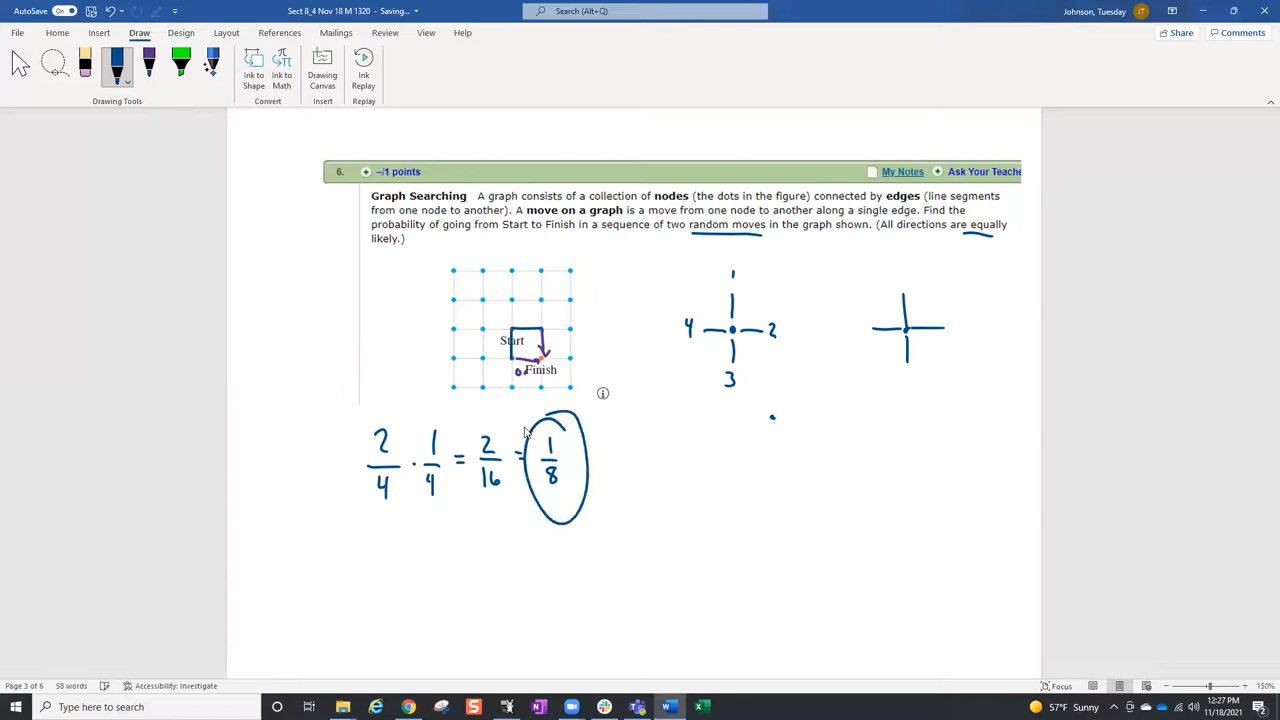 AutoSave On
Sect 8_4 Nov 18 M 1320 - Saving...
Search (Alt+Q)
Johnson, Tuesday JT
File Home Insert Draw Design Layout References Mailings Review View Help
Share Comments
Ink to Shape
Ink to Math
Drawing Canvas
Ink Replay
Drawing Tools Convert Insert Replay
6. –/1 points My Notes Ask Your Teache
Graph Searching A graph consists of a collection of nodes (the dots in the figure) connected by edges (line segments
from one node to another). A move on a graph is a move from one node to another along a single edge. Find the
probability of going from Start to Finish in a sequence of two random moves in the graph shown. (All directions are equally
likely.)
1
4 2
3
Start
Finish
2/4 · 1/4 = 2/16 = 1/8
Page 3 of 6 58 words Accessibility: Investigate Focus 150%
Type here to search
57°F Sunny
12:27 PM
11/18/2021